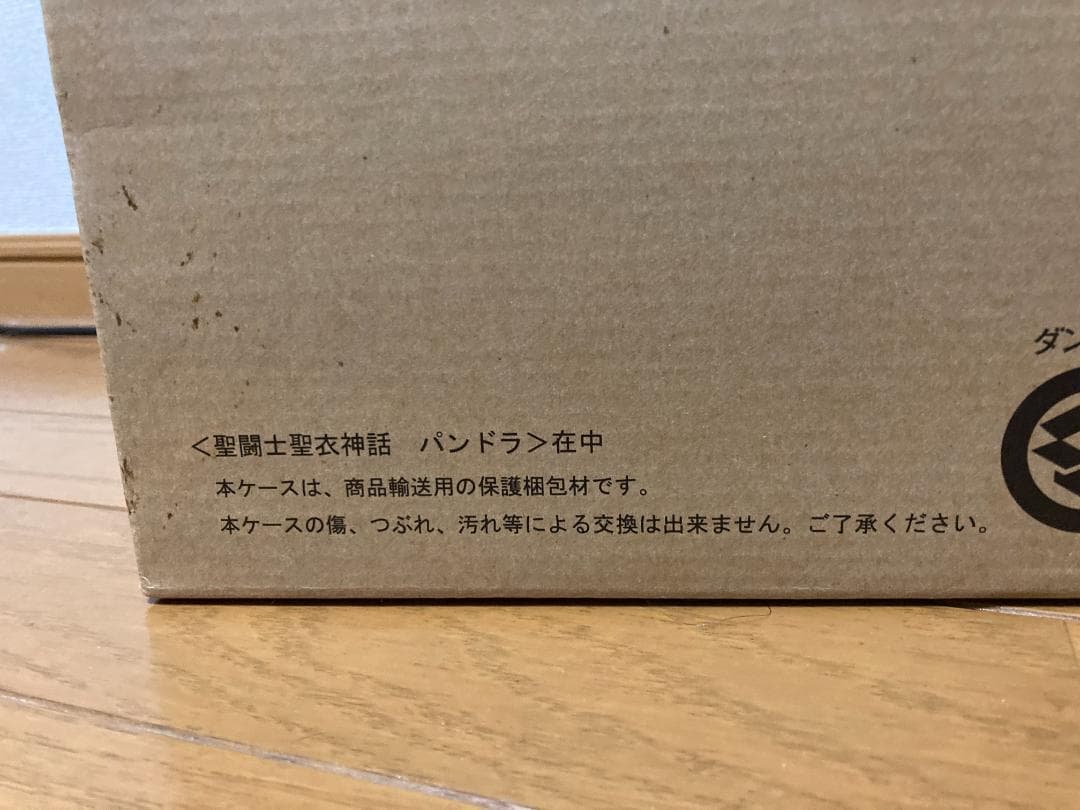 ダン
＜聖闘士聖衣神話　パンドラ＞在中
本ケースは、商品輸送用の保護梱包材です。
本ケースの傷、つぶれ、汚れ等による交換は出来ません。ご了承ください。